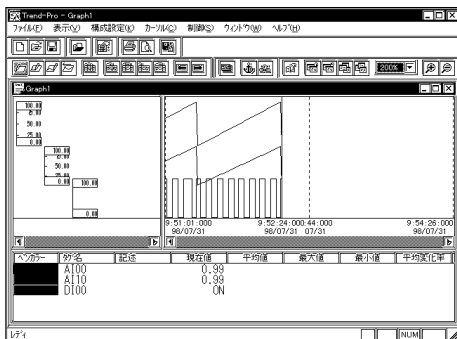 Trend-Pro - Graph1
ファイル(F) 表示(V) 構成設定(K) カーソル(C) 制御(S) ウィンドウ(W) ヘルプ(H)
200%
Graph1
100.00
75.00
50.00
25.00
0.00
100.00
75.00
50.00
25.00
0.00
100.00
0.00
9:51:01:000 9:52:24:000:44:000 9:54:26:000
98/07/31 98/07/31 07/31 98/07/31
ペンカラー タグ名 記述 現在値 平均値 最大値 最小値 平均変化率
AI00 0.99
AI10 0.99
DI00 ON
レディ NUM